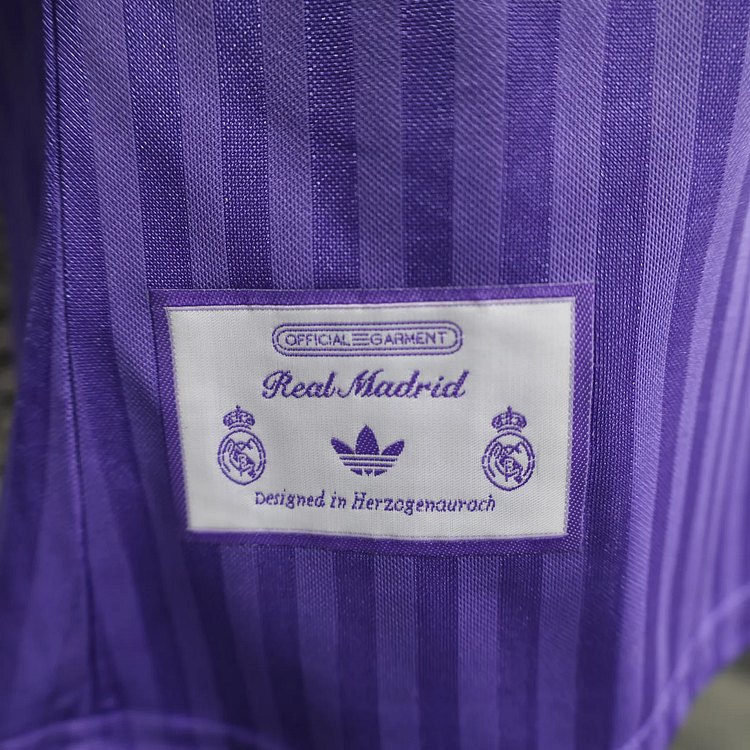 OFFICIAL GARMENT
Real Madrid
Designed in Herzogenaurach